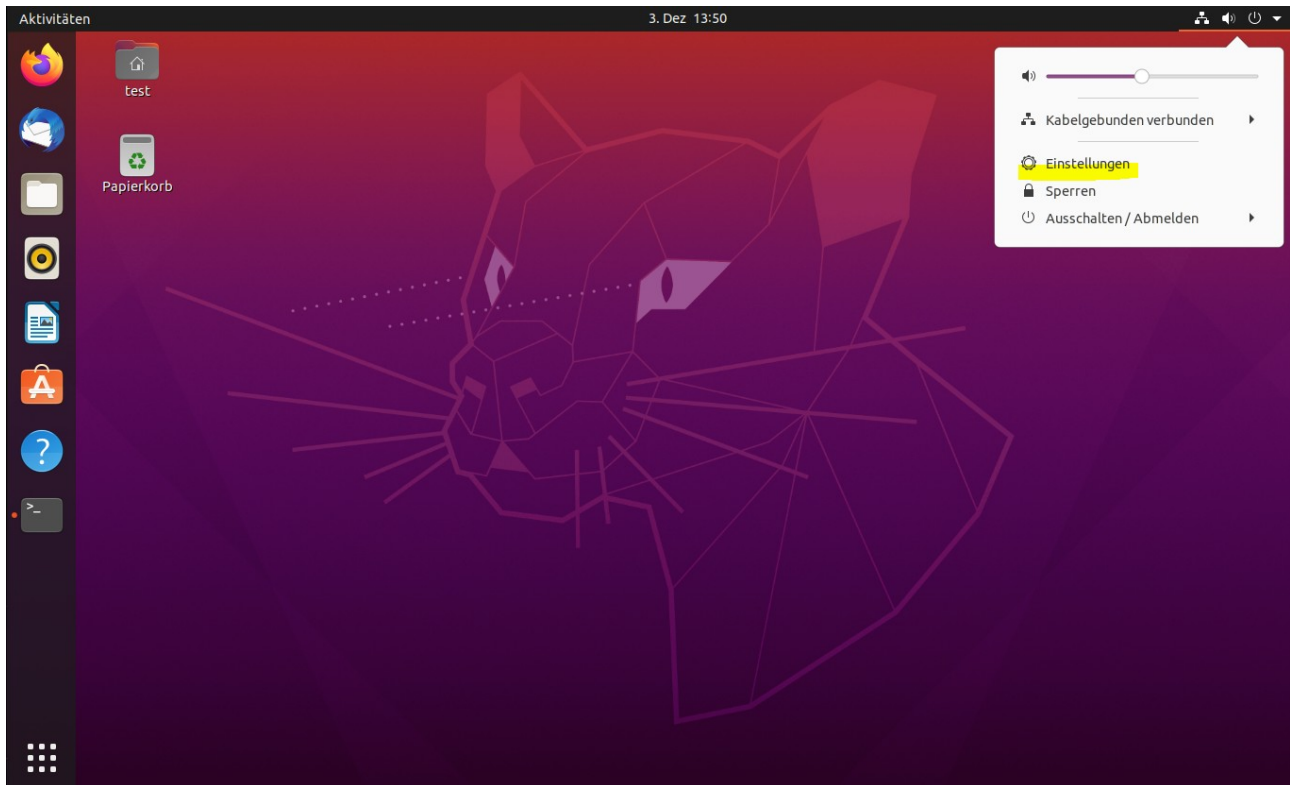 Aktivitäten
3. Dez 13:50
test
Papierkorb
Kabelgebunden verbunden
Einstellungen
Sperren
Ausschalten / Abmelden